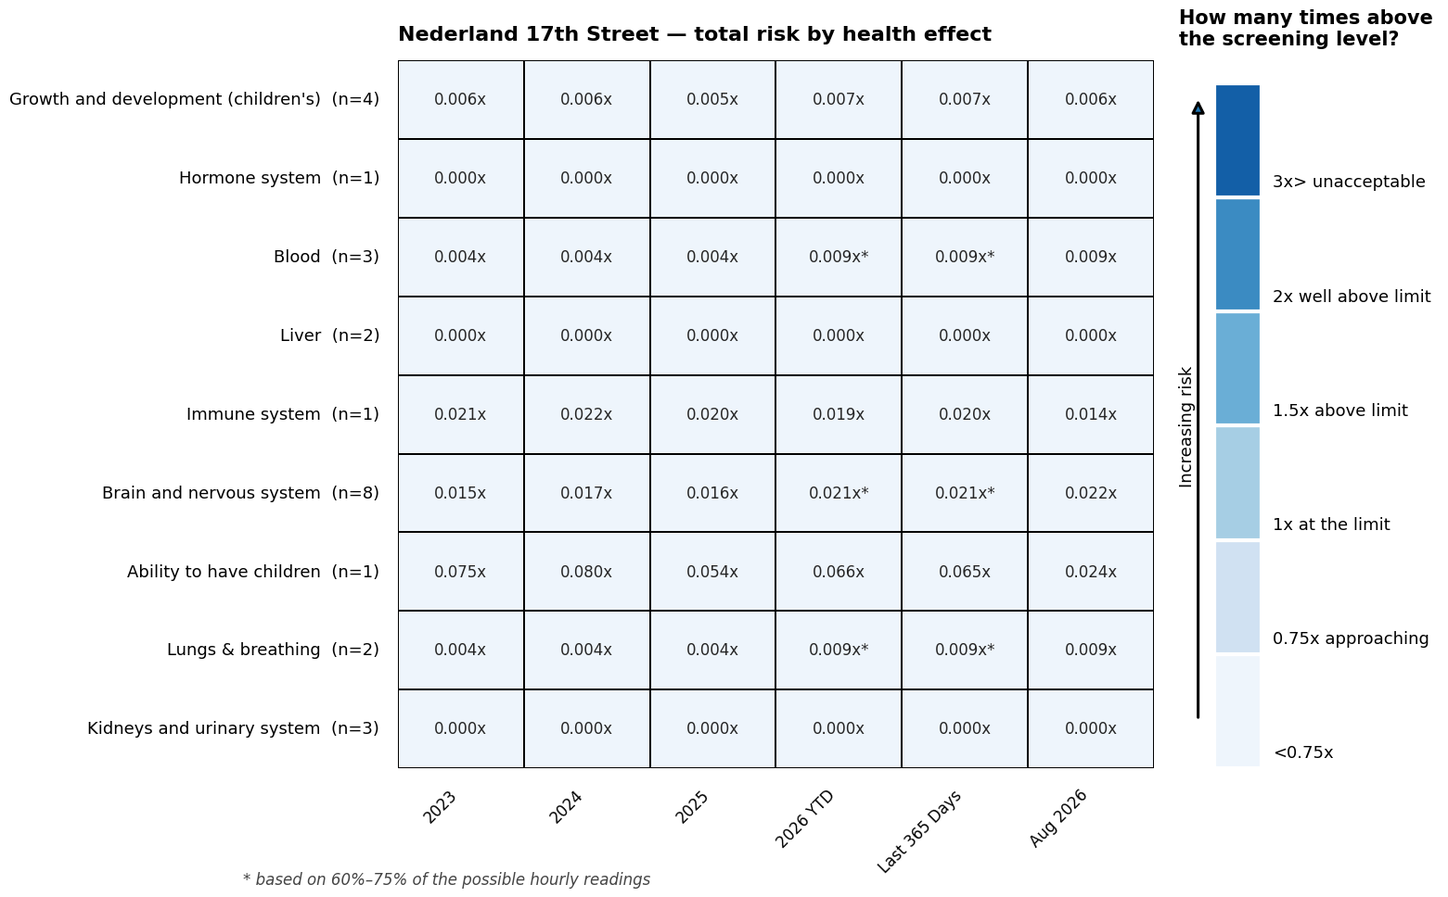 How many times above
the screening level?
Nederland 17th Street — total risk by health effect
Growth and development (children's) (n=4) 0.006x 0.006x 0.005x 0.007x 0.007x 0.006x
Hormone system (n=1) 0.000x 0.000x 0.000x 0.000x 0.000x 0.000x
Blood (n=3) 0.004x 0.004x 0.004x 0.009x* 0.009x* 0.009x
Liver (n=2) 0.000x 0.000x 0.000x 0.000x 0.000x 0.000x
Immune system (n=1) 0.021x 0.022x 0.020x 0.019x 0.020x 0.014x
Brain and nervous system (n=8) 0.015x 0.017x 0.016x 0.021x* 0.021x* 0.022x
Ability to have children (n=1) 0.075x 0.080x 0.054x 0.066x 0.065x 0.024x
Lungs & breathing (n=2) 0.004x 0.004x 0.004x 0.009x* 0.009x* 0.009x
Kidneys and urinary system (n=3) 0.000x 0.000x 0.000x 0.000x 0.000x 0.000x
2023 2024 2025 2026 YTD Last 365 Days Aug 2026
* based on 60%–75% of the possible hourly readings
Increasing risk
3x> unacceptable
2x well above limit
1.5x above limit
1x at the limit
0.75x approaching
<0.75x